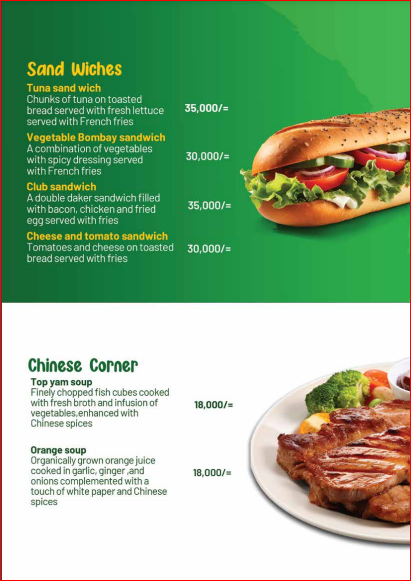 Sand Wiches
Tuna sand wich
Chunks of tuna on toasted
bread served with fresh lettuce
served with French fries
35,000/=
Vegetable Bombay sandwich
A combination of vegetables
with spicy dressing served
with French fries
30,000/=
Club sandwich
A double daker sandwich filled
with bacon, chicken and fried
egg served with fries
35,000/=
Cheese and tomato sandwich
Tomatoes and cheese on toasted
bread served with fries
30,000/=
Chinese Corner
Top yam soup
Finely chopped fish cubes cooked
with fresh broth and infusion of
vegetables,enhanced with
Chinese spices
18,000/=
Orange soup
Organically grown orange juice
cooked in garlic, ginger ,and
onions complemented with a
touch of white paper and Chinese
spices
18,000/=